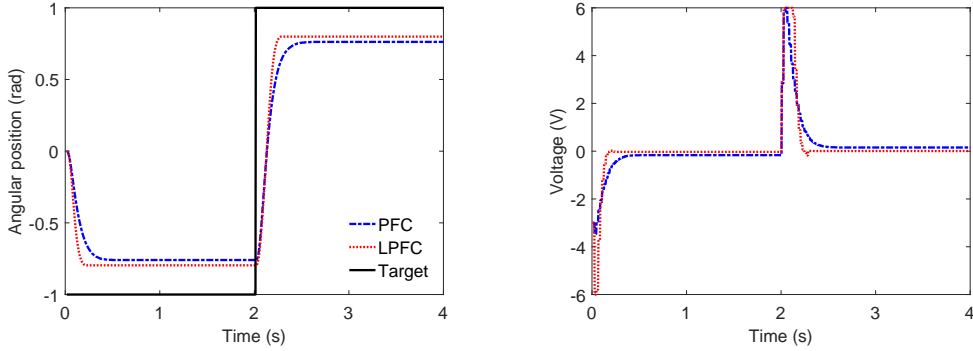 1
0.5
0
-0.5
-1
Angular position (rad)
PFC
LPFC
Target
0 1 2 3 4
Time (s)
6
4
2
0
-2
-4
-6
Voltage (V)
0 1 2 3 4
Time (s)